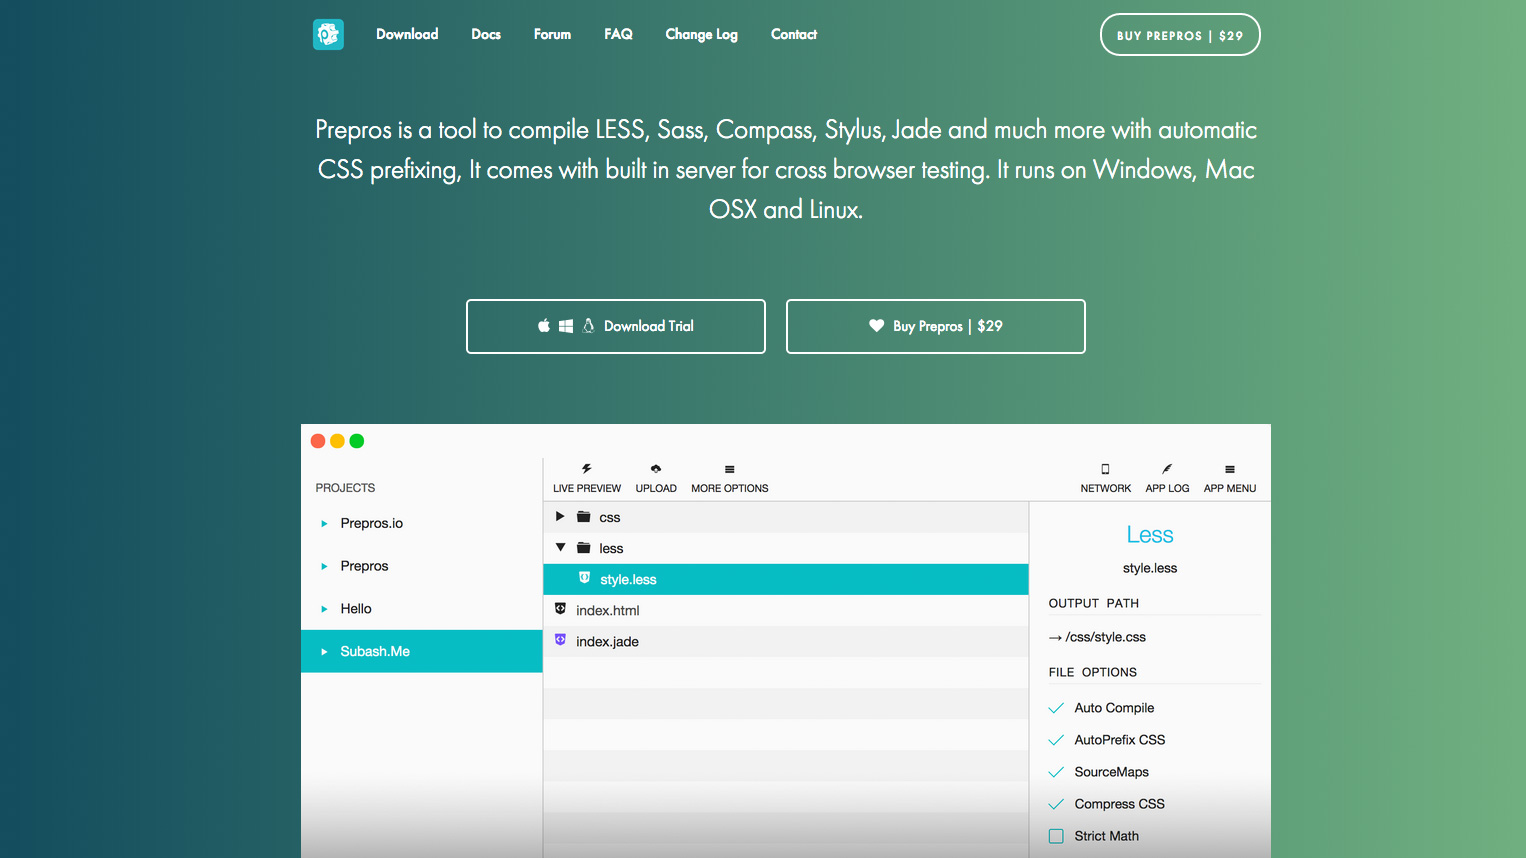 Download Docs Forum FAQ Change Log Contact BUY PREPROS | $29
Prepros is a tool to compile LESS, Sass, Compass, Stylus, Jade and much more with automatic
CSS prefixing, It comes with built in server for cross browser testing. It runs on Windows, Mac
OSX and Linux.
Download Trial Buy Prepros | $29
PROJECTS
Prepros.io
Prepros
Hello
Subash.Me
LIVE PREVIEW UPLOAD MORE OPTIONS NETWORK APP LOG APP MENU
css
less
style.less
index.html
index.jade
Less
style.less
OUTPUT PATH
→ /css/style.css
FILE OPTIONS
Auto Compile
AutoPrefix CSS
SourceMaps
Compress CSS
Strict Math